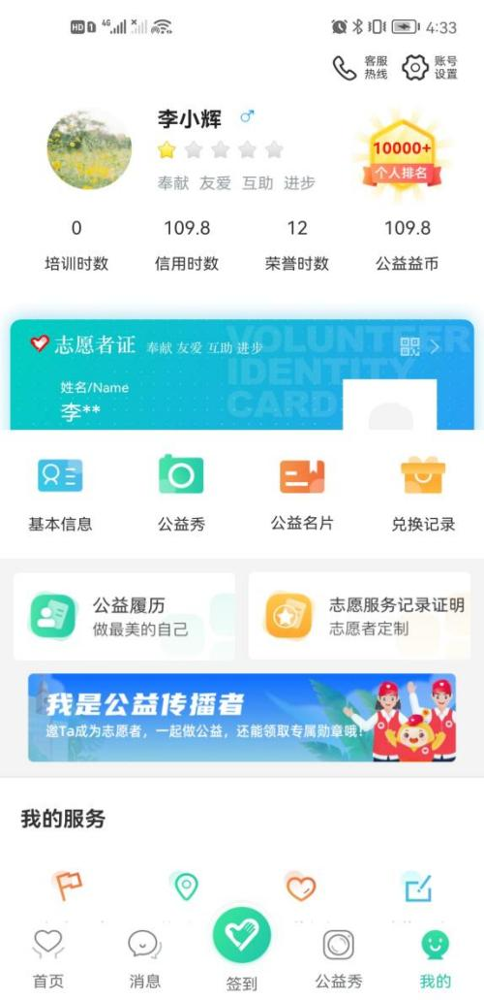 HD 1 4G 4:33
客服热线
账号设置
李小辉
10000+
个人排名
奉献 友爱 互助 进步
0 109.8 12 109.8
培训时数 信用时数 荣誉时数 公益益币
志愿者证 奉献 友爱 互助 进步
VOLUNTEER
IDENTITY
CARD
姓名/Name
李**
基本信息 公益秀 公益名片 兑换记录
公益履历
做最美的自己
志愿服务记录证明
志愿者定制
我是公益传播者
邀Ta成为志愿者，一起做公益，还能领取专属勋章哦！
我的服务
首页 消息 签到 公益秀 我的